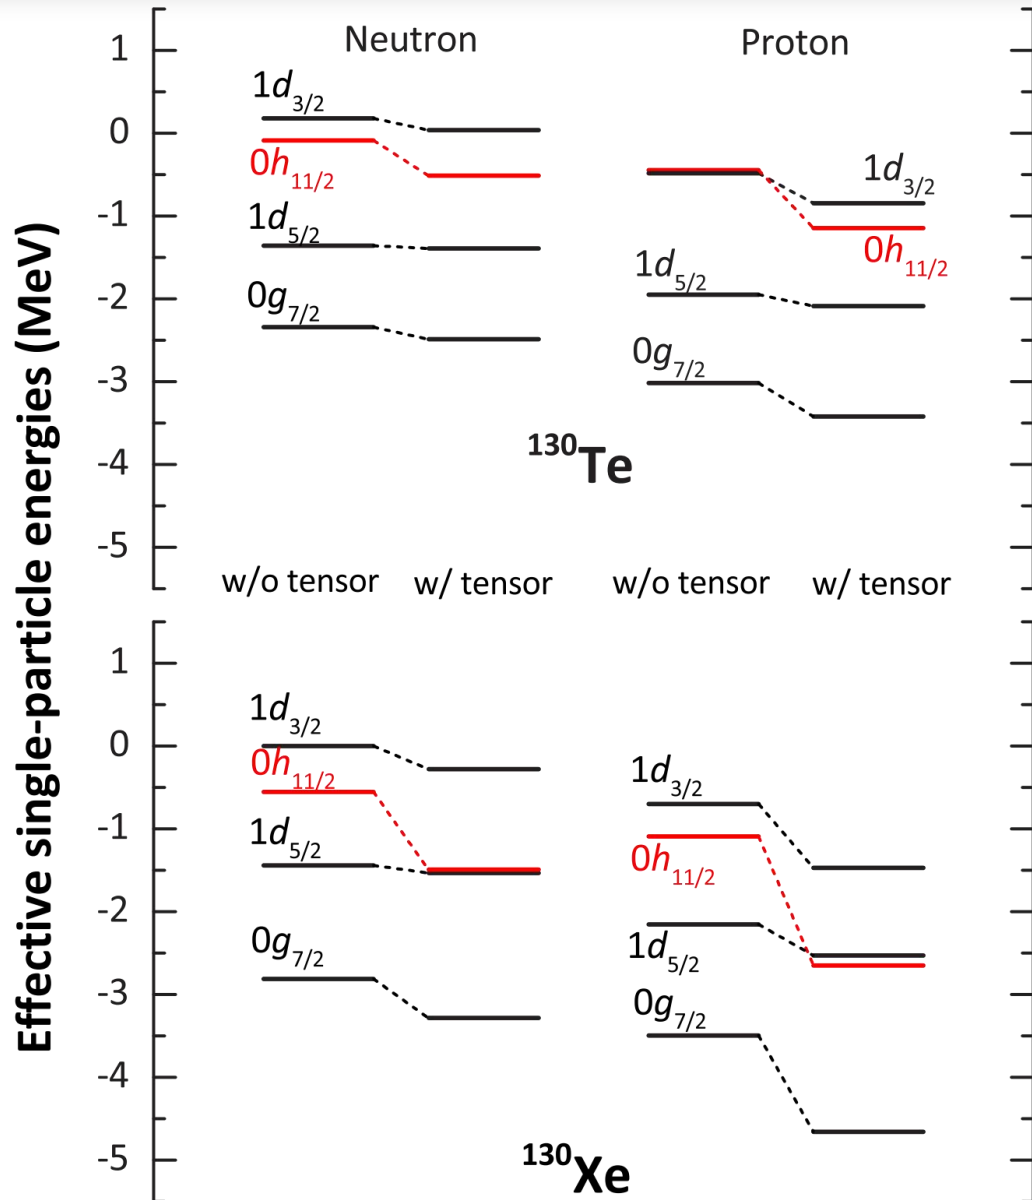 Effective single-particle energies (MeV)
Neutron
Proton
1
0
-1
-2
-3
-4
-5
1d3/2
0h11/2
1d5/2
0g7/2
1d3/2
0h11/2
1d5/2
0g7/2
130Te
w/o tensor
w/ tensor
w/o tensor
w/ tensor
1
0
-1
-2
-3
-4
-5
1d3/2
0h11/2
1d5/2
0g7/2
1d3/2
0h11/2
1d5/2
0g7/2
130Xe